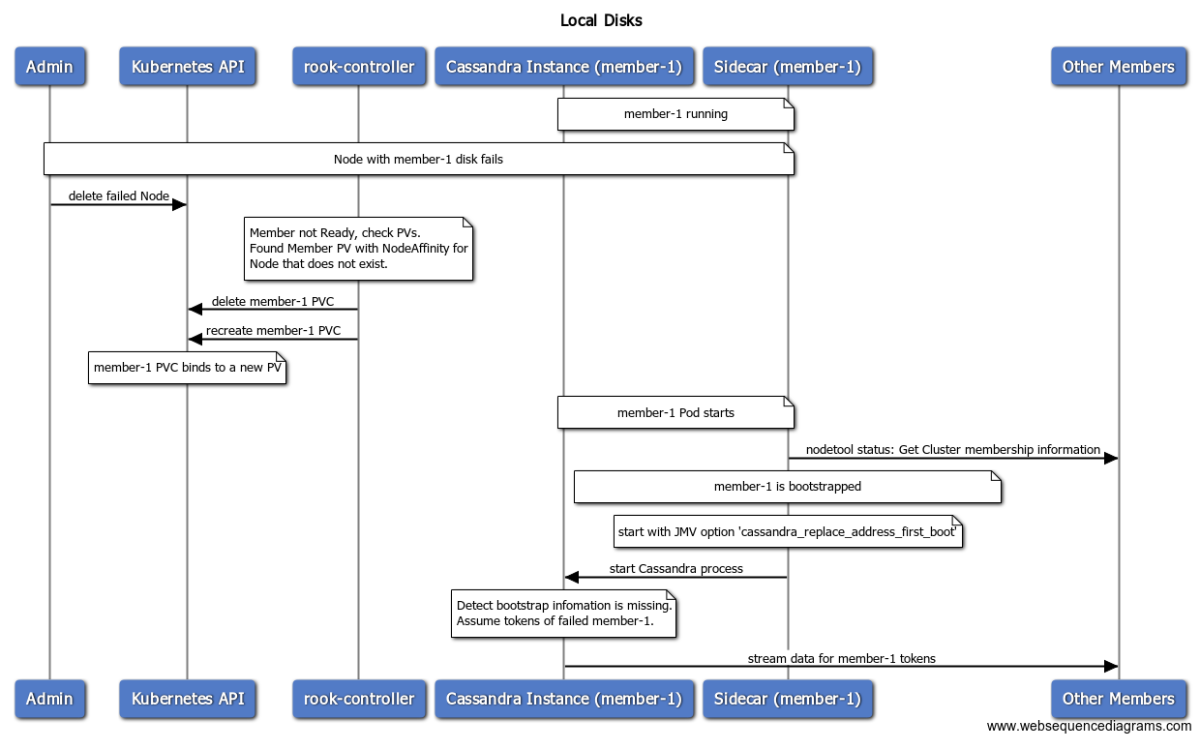 Local Disks
Admin
Kubernetes API
rook-controller
Cassandra Instance (member-1)
Sidecar (member-1)
Other Members
member-1 running
Node with member-1 disk fails
delete failed Node
Member not Ready, check PVs.
Found Member PV with NodeAffinity for
Node that does not exist.
delete member-1 PVC
recreate member-1 PVC
member-1 PVC binds to a new PV
member-1 Pod starts
nodetool status: Get Cluster membership information
member-1 is bootstrapped
start with JMV option 'cassandra_replace_address_first_boot'
start Cassandra process
Detect bootstrap infomation is missing.
Assume tokens of failed member-1.
stream data for member-1 tokens
Admin
Kubernetes API
rook-controller
Cassandra Instance (member-1)
Sidecar (member-1)
Other Members
www.websequencediagrams.com